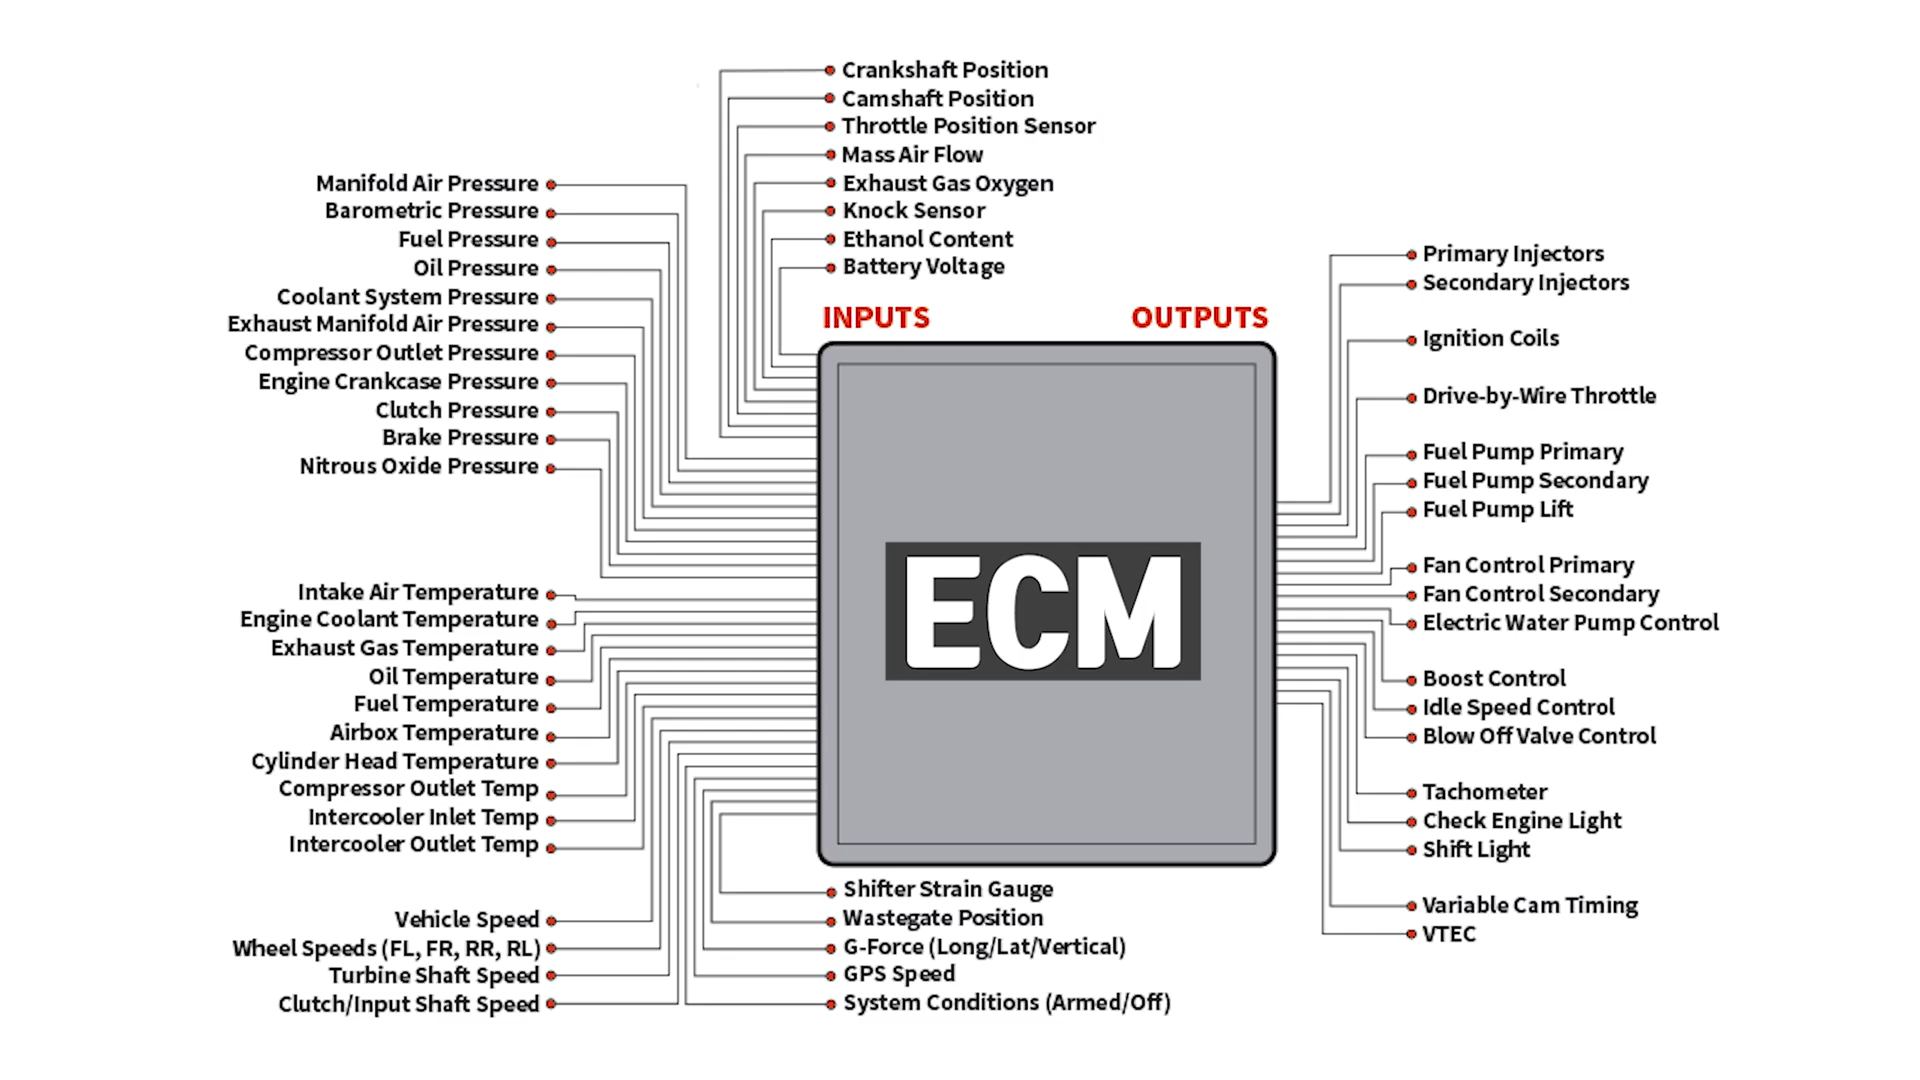 Crankshaft Position
Camshaft Position
Throttle Position Sensor
Mass Air Flow
Exhaust Gas Oxygen
Knock Sensor
Ethanol Content
Battery Voltage
Manifold Air Pressure
Barometric Pressure
Fuel Pressure
Oil Pressure
Coolant System Pressure
Exhaust Manifold Air Pressure
Compressor Outlet Pressure
Engine Crankcase Pressure
Clutch Pressure
Brake Pressure
Nitrous Oxide Pressure
Intake Air Temperature
Engine Coolant Temperature
Exhaust Gas Temperature
Oil Temperature
Fuel Temperature
Airbox Temperature
Cylinder Head Temperature
Compressor Outlet Temp
Intercooler Inlet Temp
Intercooler Outlet Temp
Vehicle Speed
Wheel Speeds (FL, FR, RR, RL)
Turbine Shaft Speed
Clutch/Input Shaft Speed
INPUTS
OUTPUTS
ECM
Shifter Strain Gauge
Wastegate Position
G-Force (Long/Lat/Vertical)
GPS Speed
System Conditions (Armed/Off)
Primary Injectors
Secondary Injectors
Ignition Coils
Drive-by-Wire Throttle
Fuel Pump Primary
Fuel Pump Secondary
Fuel Pump Lift
Fan Control Primary
Fan Control Secondary
Electric Water Pump Control
Boost Control
Idle Speed Control
Blow Off Valve Control
Tachometer
Check Engine Light
Shift Light
Variable Cam Timing
VTEC